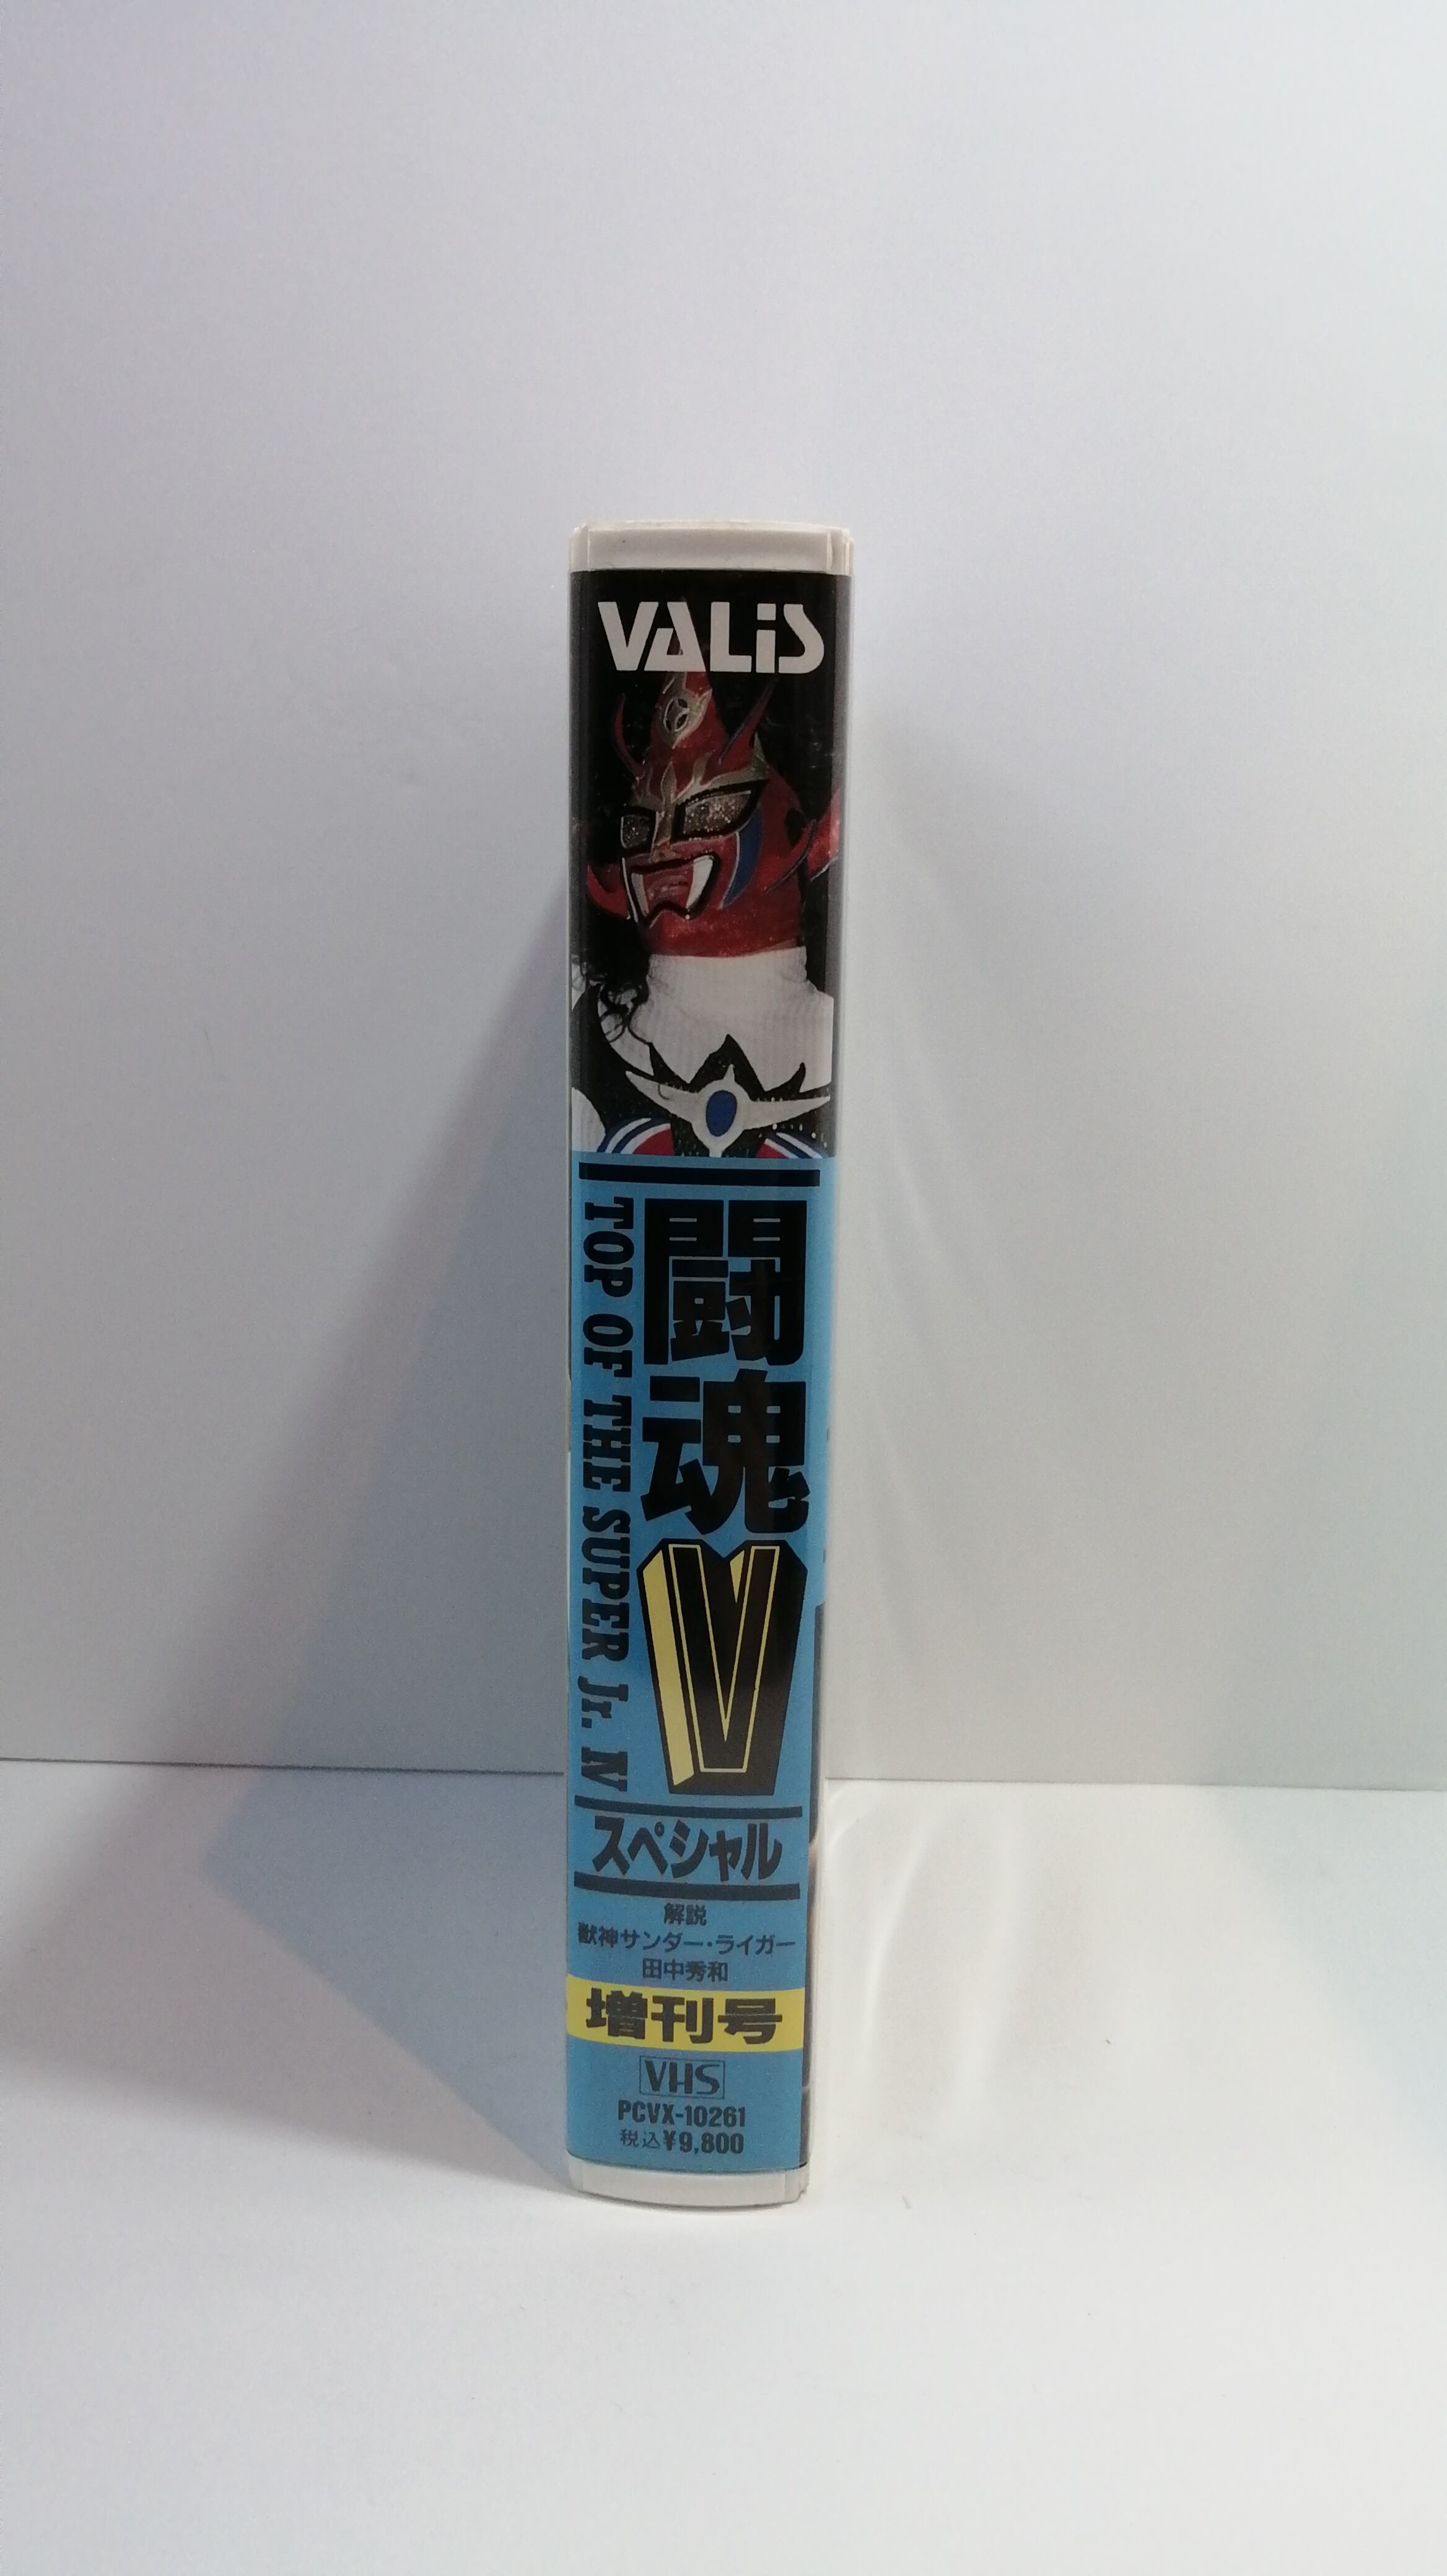 VALiS
闘魂V
TOP OF THE SUPER Jr. IV
スペシャル
解説
獣神サンダー・ライガー
田中秀和
増刊号
VHS
PCVX-10261
税込¥9,800